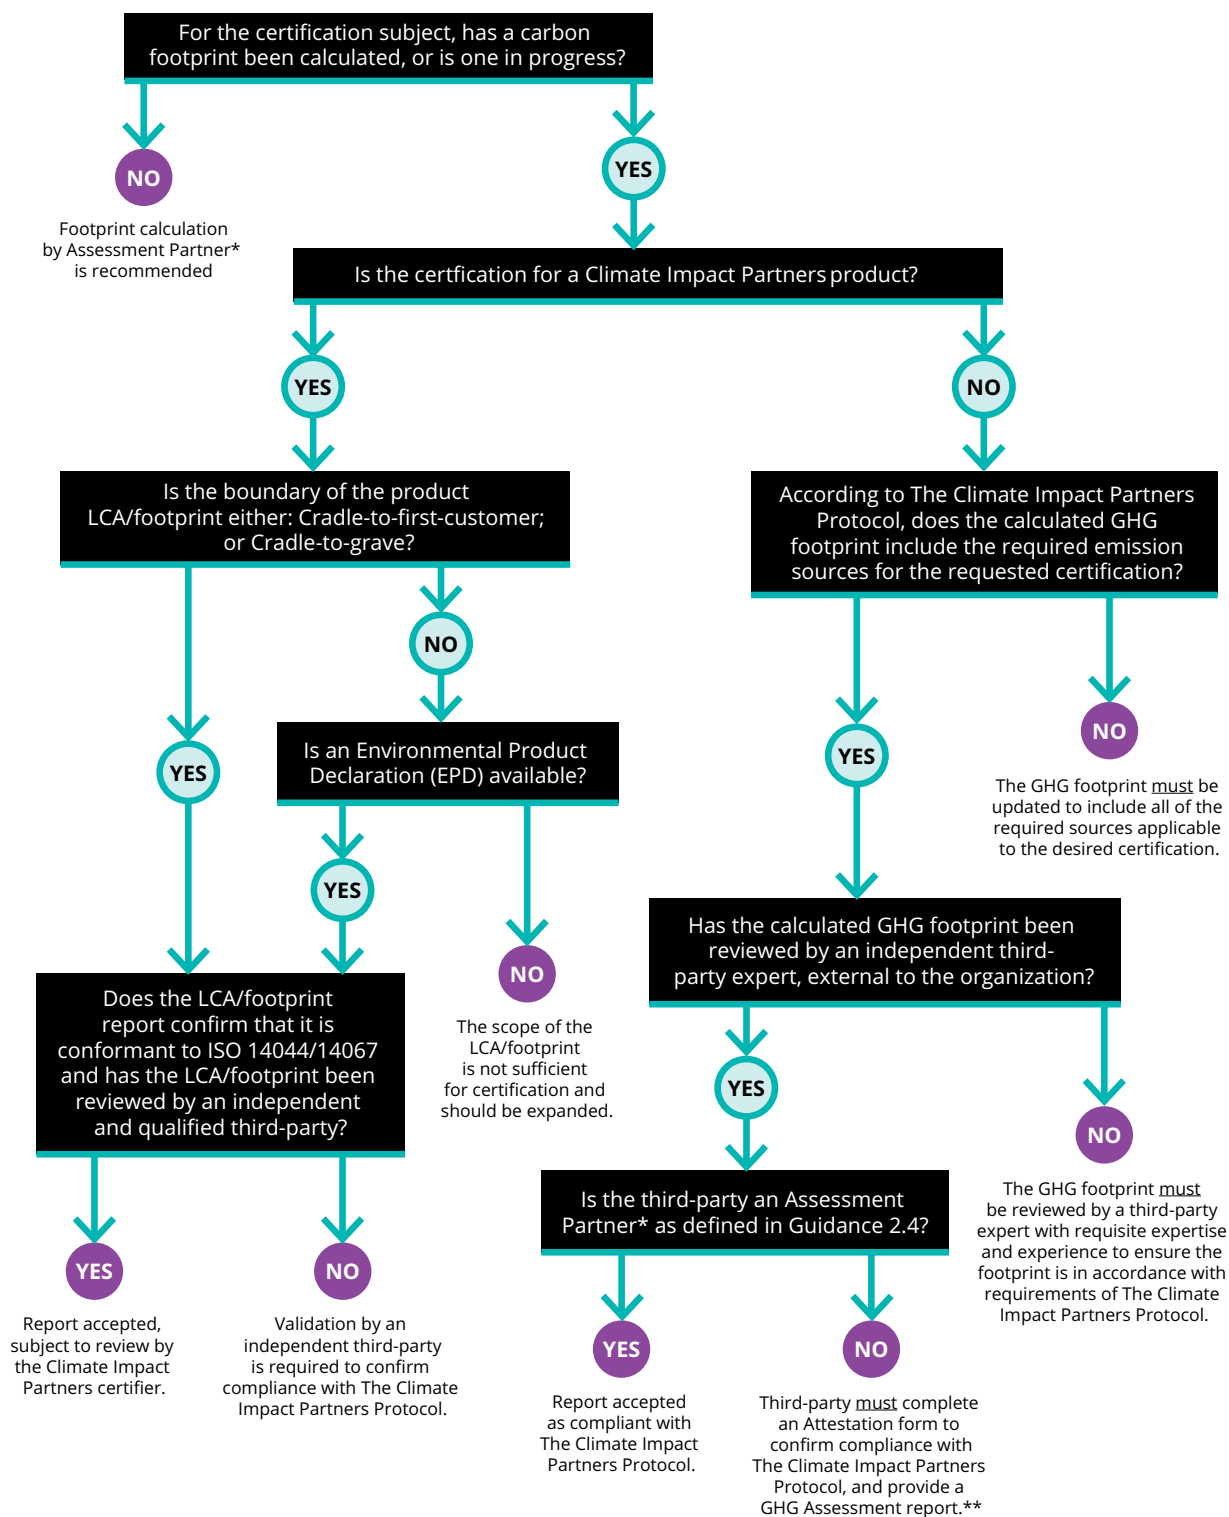 For the certification subject, has a carbon
footprint been calculated, or is one in progress?
NO
YES
Footprint calculation
by Assessment Partner*
is recommended
Is the certfication for a Climate Impact Partners product?
YES
NO
Is the boundary of the product
LCA/footprint either: Cradle-to-first-customer;
or Cradle-to-grave?
According to The Climate Impact Partners
Protocol, does the calculated GHG
footprint include the required emission
sources for the requested certification?
NO
YES
Is an Environmental Product
Declaration (EPD) available?
YES
NO
The GHG footprint must be
updated to include all of the
required sources applicable
to the desired certification.
YES
NO
The scope of the
LCA/footprint
is not sufficient
for certification and
should be expanded.
Has the calculated GHG footprint been
reviewed by an independent third-
party expert, external to the organization?
Does the LCA/footprint
report confirm that it is
conformant to ISO 14044/14067
and has the LCA/footprint been
reviewed by an independent
and qualified third-party?
YES
NO
The GHG footprint must
be reviewed by a third-party
expert with requisite expertise
and experience to ensure the
footprint is in accordance with
requirements of The Climate
Impact Partners Protocol.
Is the third-party an Assessment
Partner* as defined in Guidance 2.4?
YES
Report accepted,
subject to review by
the Climate Impact
Partners certifier.
NO
Validation by an
independent third-party
is required to confirm
compliance with The Climate
Impact Partners Protocol.
YES
Report accepted
as compliant with
The Climate Impact
Partners Protocol.
NO
Third-party must complete
an Attestation form to
confirm compliance with
The Climate Impact Partners
Protocol, and provide a
GHG Assessment report.**